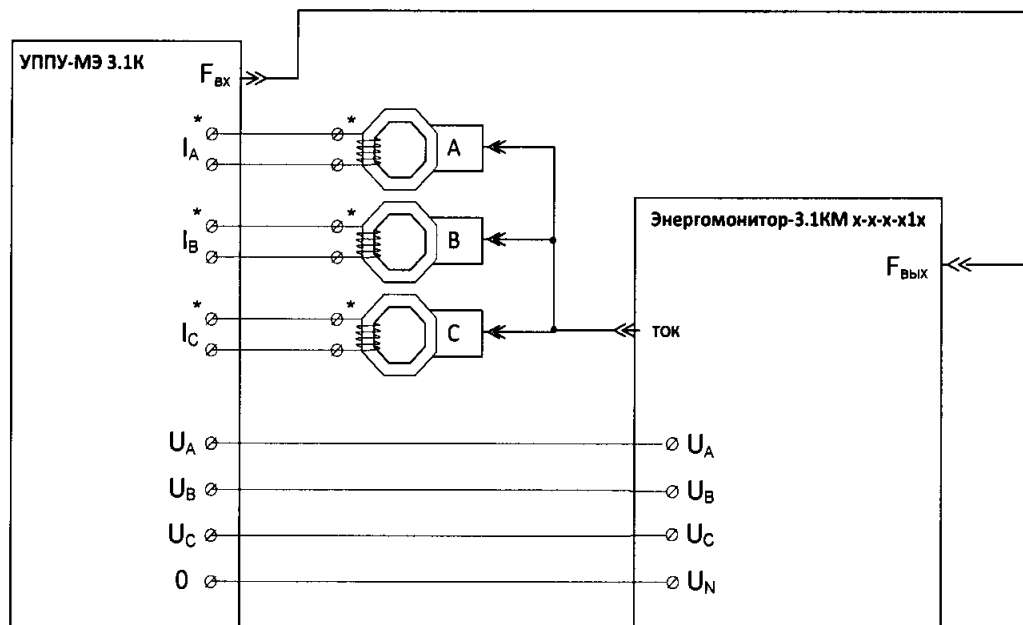 УППУ-МЭ 3.1К
Fвх
* *
IA
A
* *
IB
B
* *
IC
C
Энергомонитор-3.1КМ х-х-х-х1х
Fвых
ток
UA UA
UB UB
UC UC
0 UN